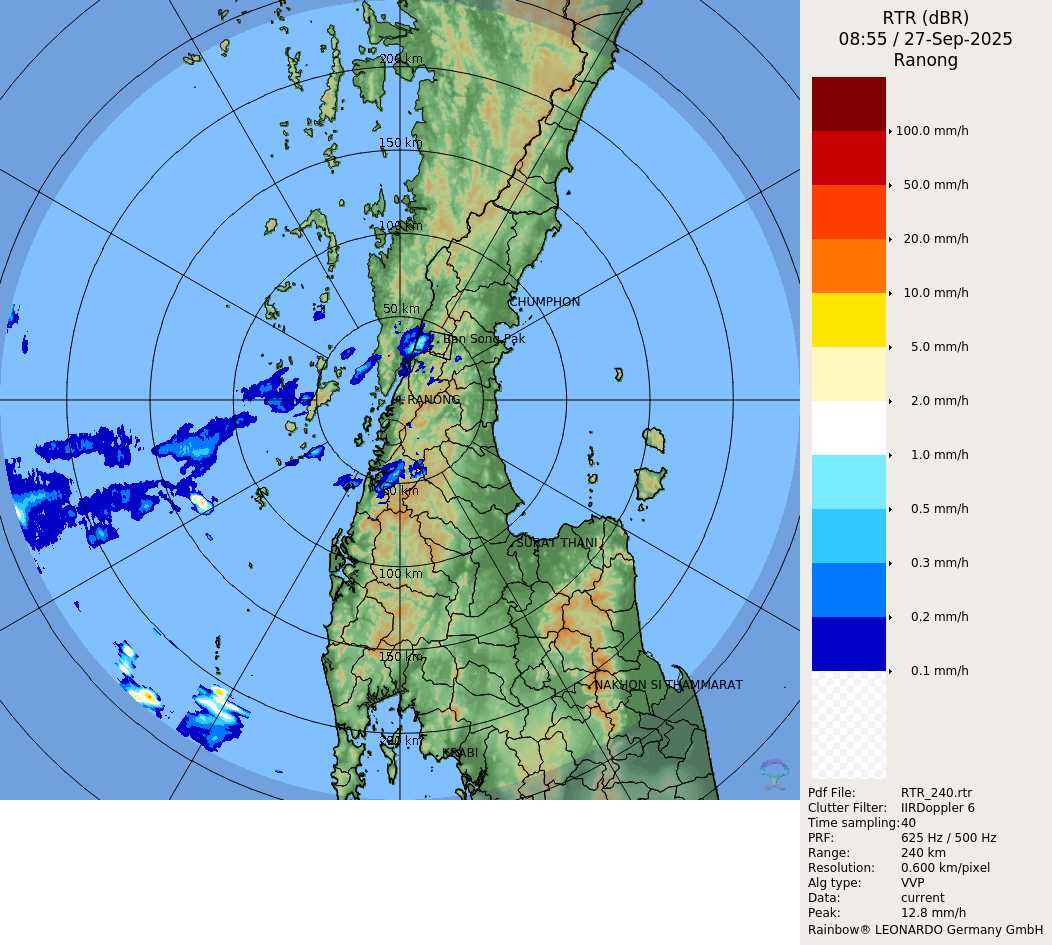 RTR (dBR)
08:55 / 27-Sep-2025
Ranong
200 km
150 km
100 km
50 km
CHUMPHON
Ban Song Pak
RANONG
50 km
SURAT THANI
100 km
150 km
NAKHON SI THAMMARAT
200 km
KRABI
100.0 mm/h
50.0 mm/h
20.0 mm/h
10.0 mm/h
5.0 mm/h
2.0 mm/h
1.0 mm/h
0.5 mm/h
0.3 mm/h
0.2 mm/h
0.1 mm/h
Pdf File: RTR_240.rtr
Clutter Filter: IIRDoppler 6
Time sampling:40
PRF: 625 Hz / 500 Hz
Range: 240 km
Resolution: 0.600 km/pixel
Alg type: VVP
Data: current
Peak: 12.8 mm/h
Rainbow® LEONARDO Germany GmbH